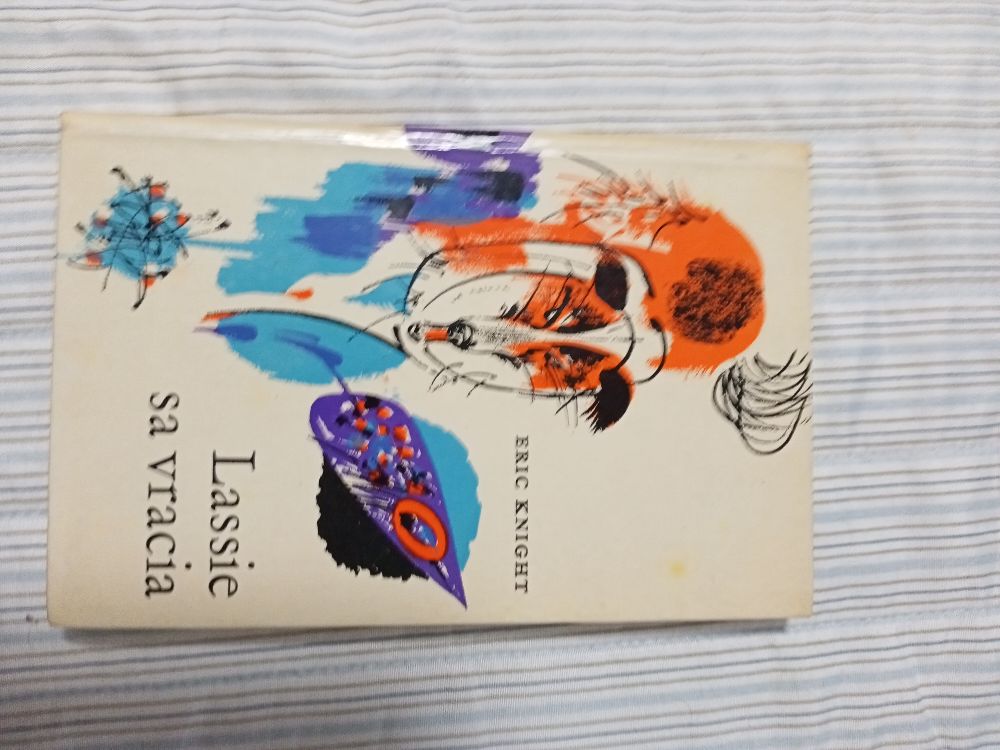 ERIC KNIGHT
Lassie
sa vracia